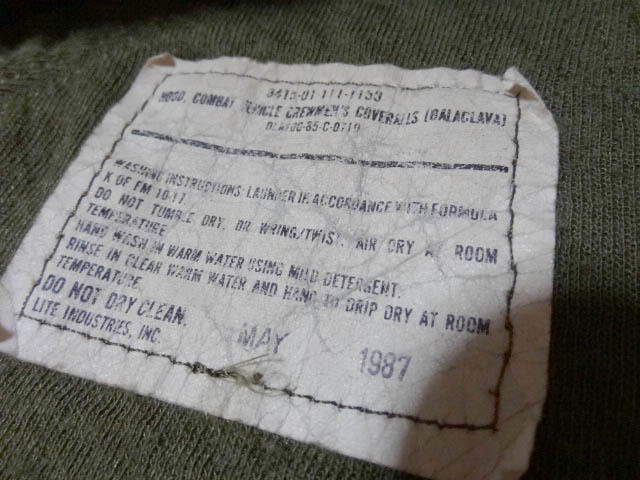 8415-01-111-1159
HOOD, COMBAT VEHICLE CREWMEN'S COVERALLS (BALACLAVA)
DLA100-85-C-0719
WASHING INSTRUCTIONS: LAUNDER IN ACCORDANCE WITH FORMULA
K OF FM 10-17.
DO NOT TUMBLE DRY, OR WRING/TWIST. AIR DRY AT ROOM
TEMPERATURE.
HAND WASH IN WARM WATER USING MILD DETERGENT.
RINSE IN CLEAR WARM WATER AND HANG TO DRIP DRY AT ROOM
TEMPERATURE.
DO NOT DRY CLEAN.
LITE INDUSTRIES, INC.
MAY 1987